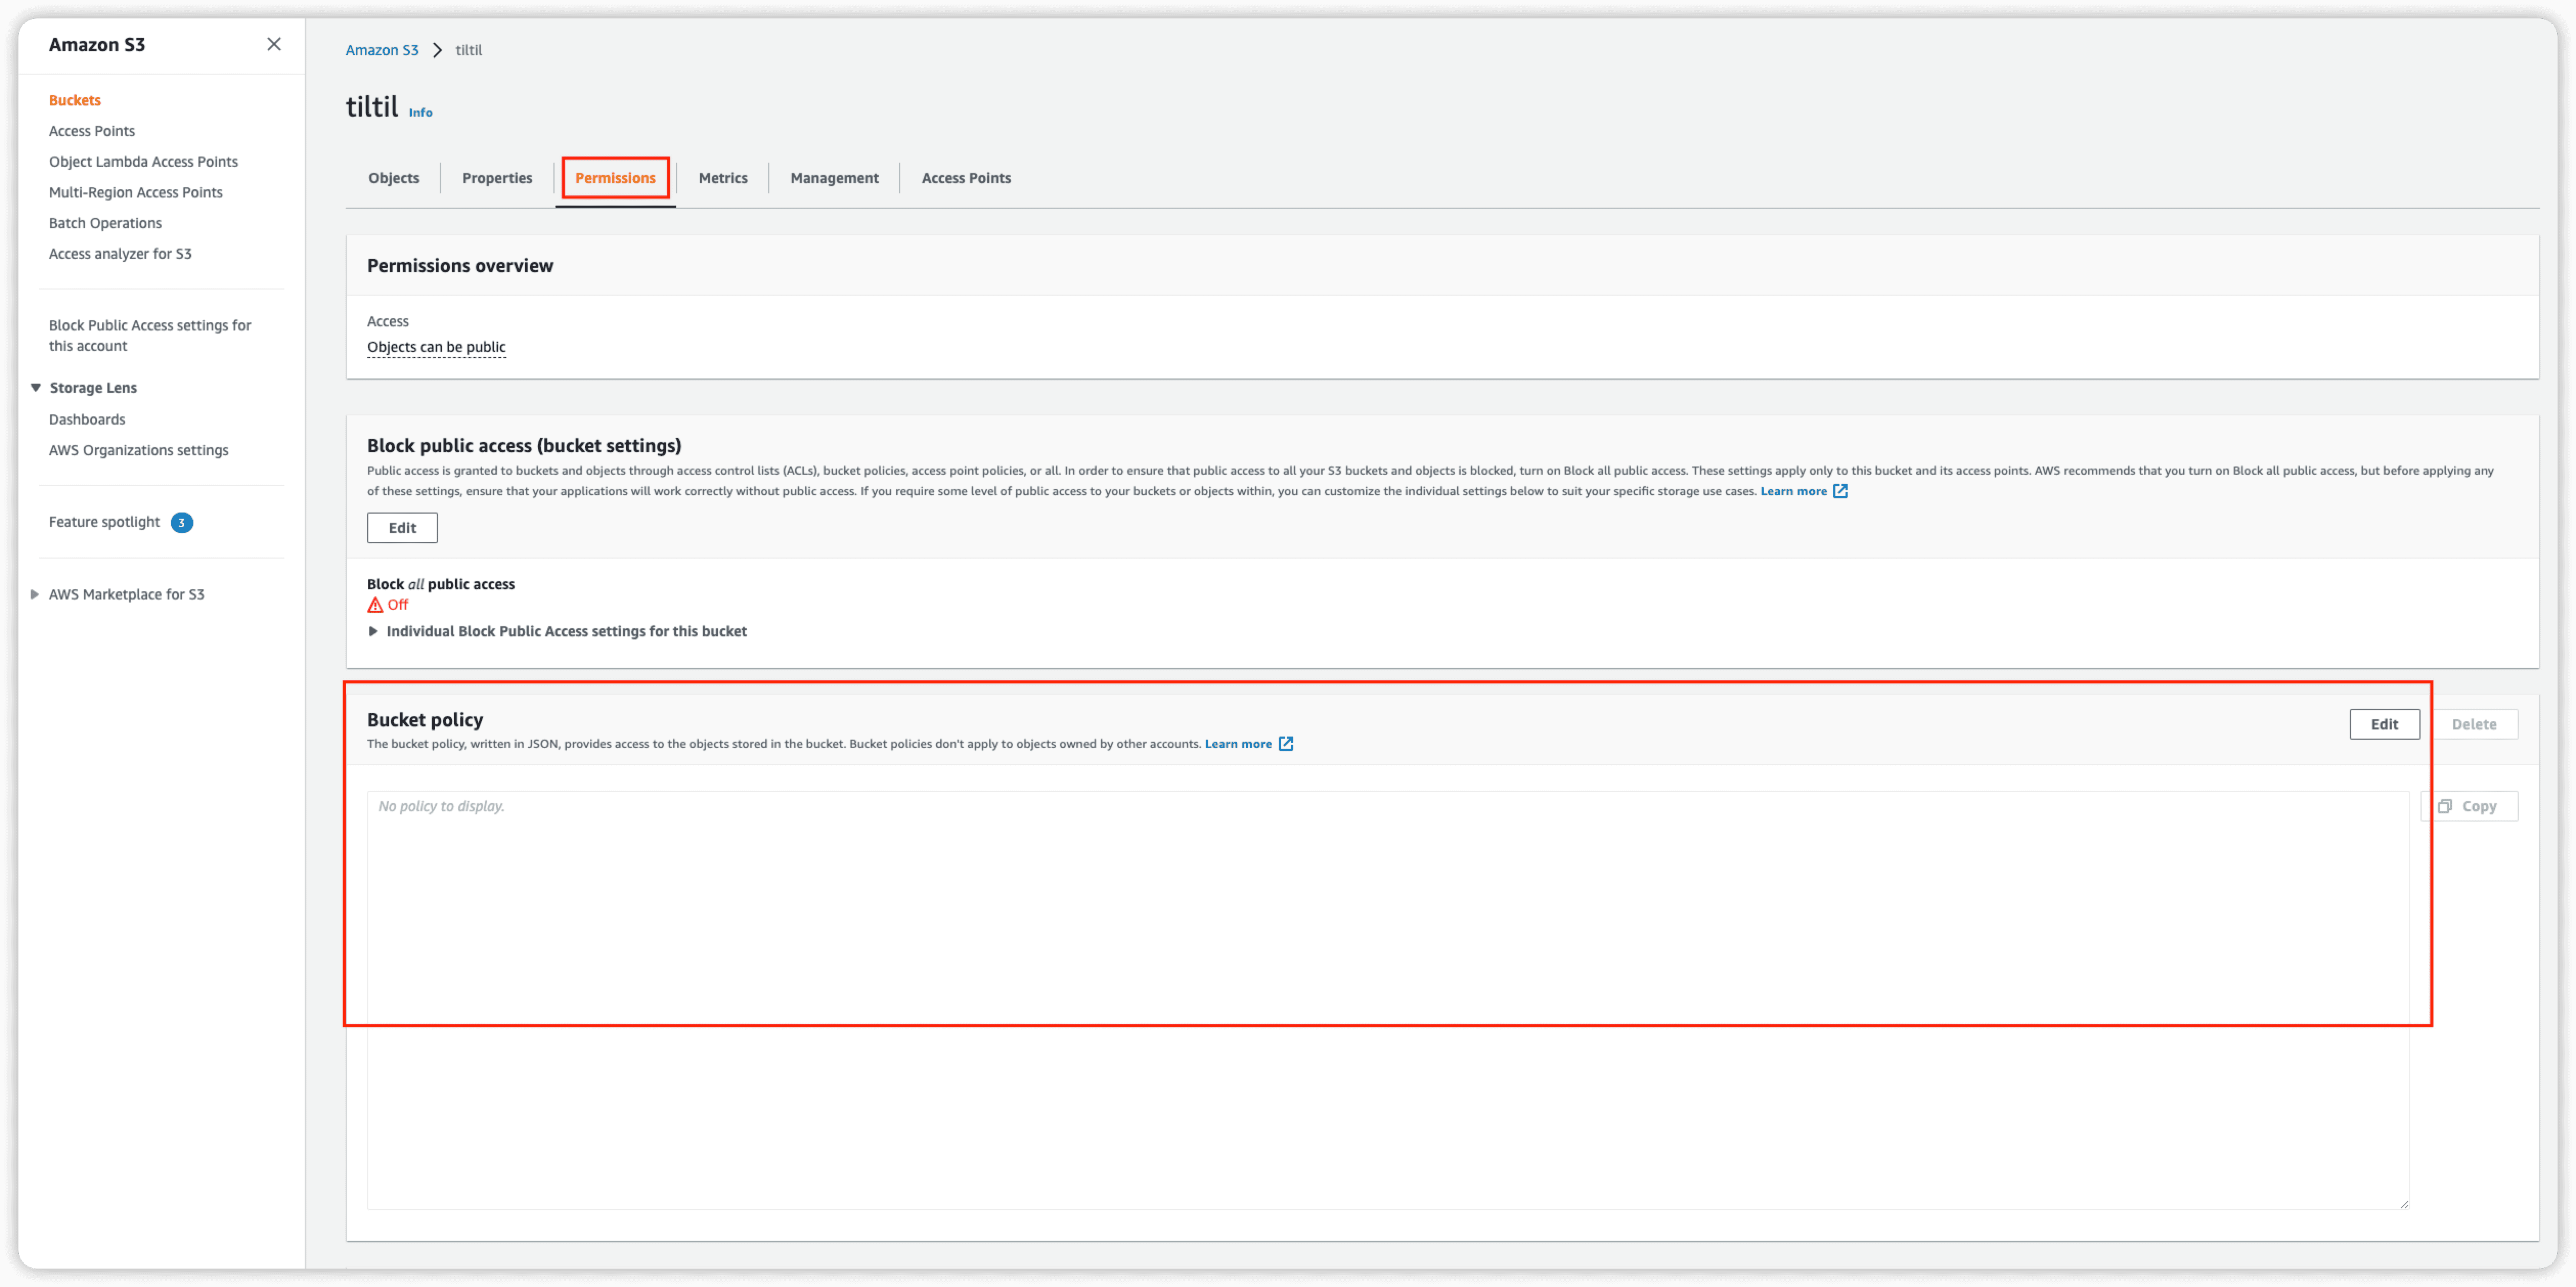 Amazon S3
Buckets
Access Points
Object Lambda Access Points
Multi-Region Access Points
Batch Operations
Access analyzer for S3
Block Public Access settings for
this account
Storage Lens
Dashboards
AWS Organizations settings
Feature spotlight 3
AWS Marketplace for S3
Amazon S3 > tiltil
tiltil Info
Objects Properties Permissions Metrics Management Access Points
Permissions overview
Access
Objects can be public
Block public access (bucket settings)
Public access is granted to buckets and objects through access control lists (ACLs), bucket policies, access point policies, or all. In order to ensure that public access to all your S3 buckets and objects is blocked, turn on Block all public access. These settings apply only to this bucket and its access points. AWS recommends that you turn on Block all public access, but before applying any
of these settings, ensure that your applications will work correctly without public access. If you require some level of public access to your buckets or objects within, you can customize the individual settings below to suit your specific storage use cases. Learn more
Edit
Block all public access
Off
Individual Block Public Access settings for this bucket
Bucket policy
Edit Delete
The bucket policy, written in JSON, provides access to the objects stored in the bucket. Bucket policies don't apply to objects owned by other accounts. Learn more
No policy to display.
Copy